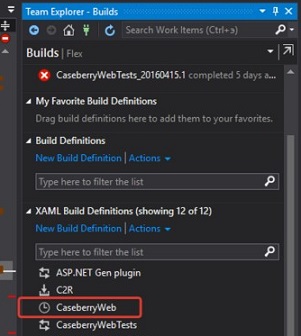 Team Explorer - Builds
Search Work Items (Ctrl+э)
Builds | Flex
CaseberryWebTests_20160415.1 completed 5 days a...
My Favorite Build Definitions
Drag build definitions here to add them to your favorites.
Build Definitions
New Build Definition | Actions
Type here to filter the list
XAML Build Definitions (showing 12 of 12)
New Build Definition | Actions
Type here to filter the list
ASP.NET Gen plugin
C2R
CaseberryWeb
CaseberryWebTests